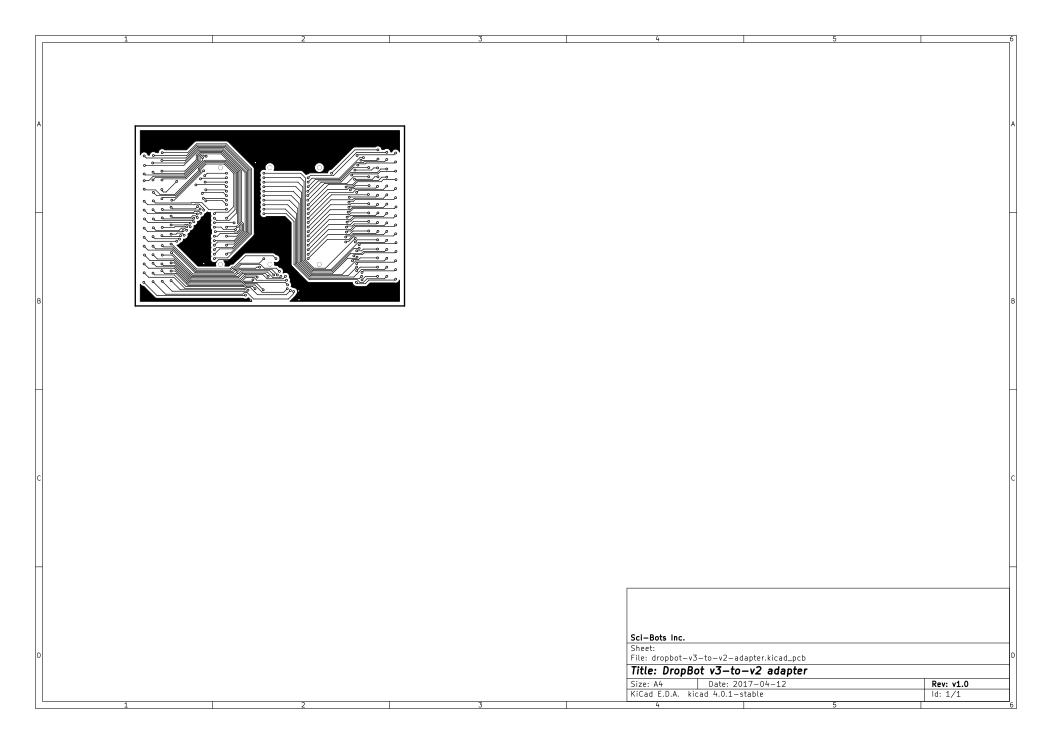 1 2 3 4 5 6
A A
B B
C C
D D
Sci-Bots Inc.
Sheet:
File: dropbot-v3-to-v2-adapter.kicad_pcb
Title: DropBot v3-to-v2 adapter
Size: A4 Date: 2017-04-12 Rev: v1.0
KiCad E.D.A. kicad 4.0.1-stable Id: 1/1
1 2 3 4 5 6